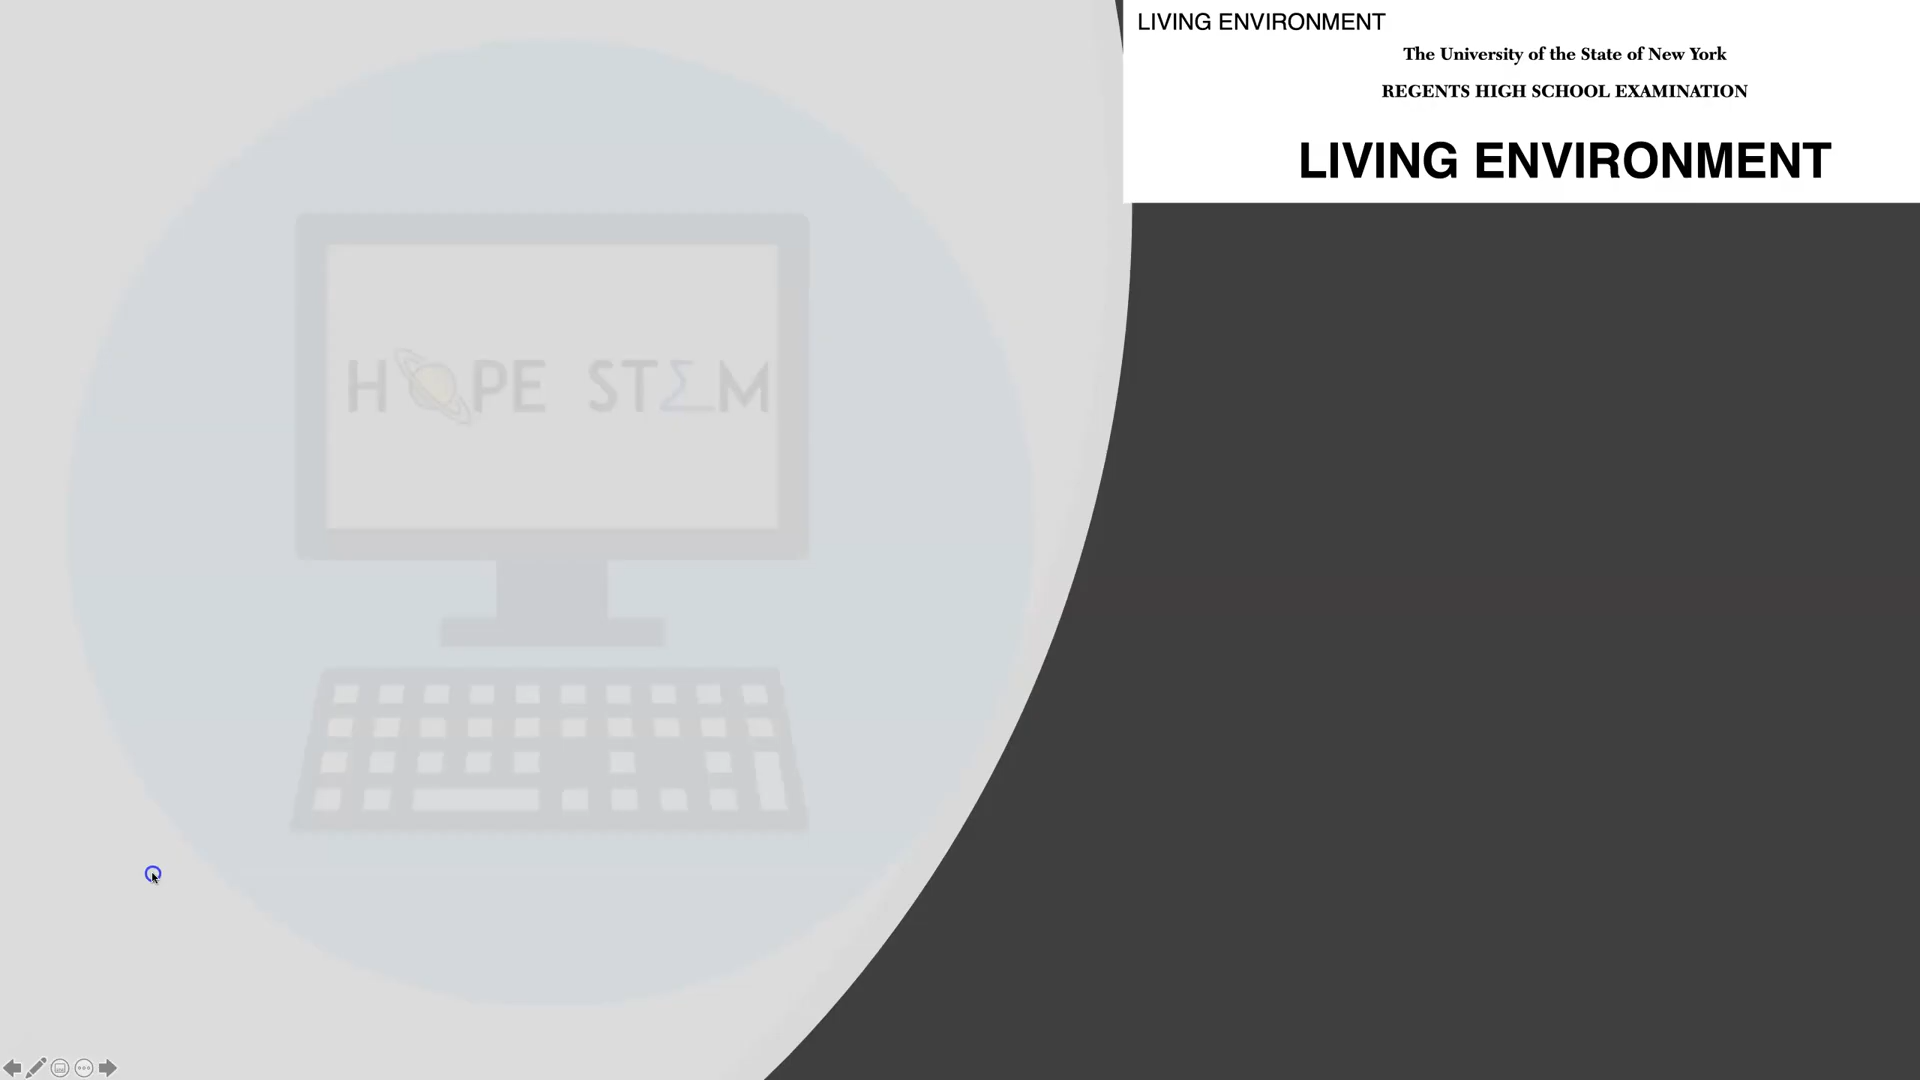 LIVING ENVIRONMENT
The University of the State of New York
REGENTS HIGH SCHOOL EXAMINATION
LIVING ENVIRONMENT
HOPE STΣM